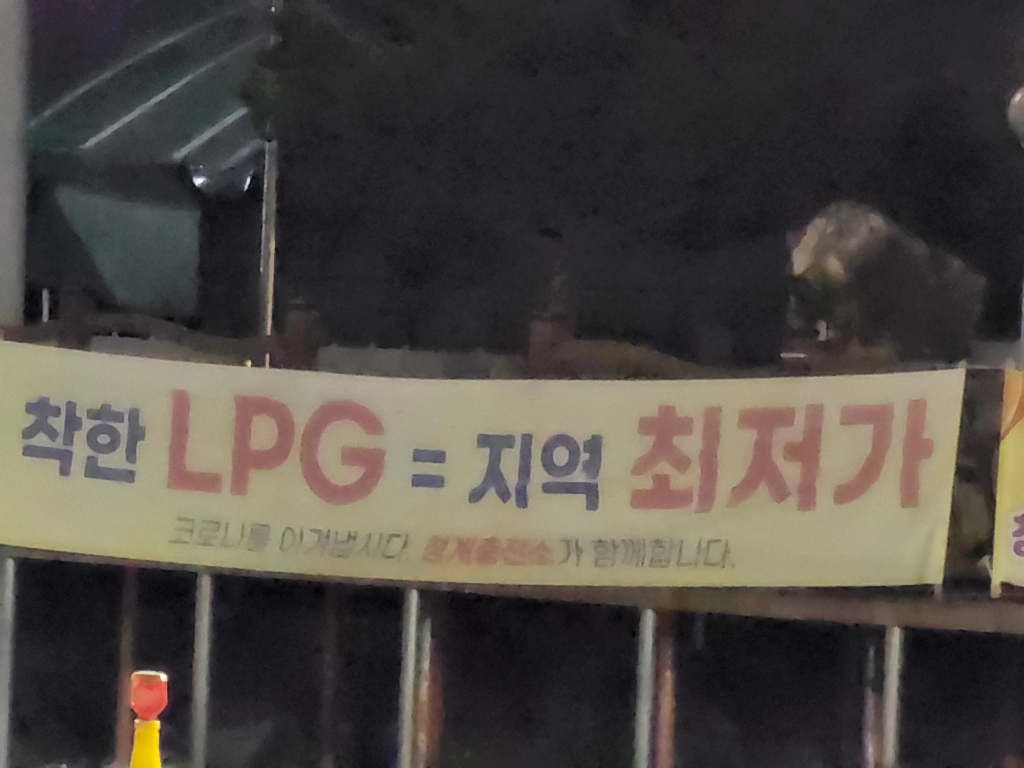 착한 LPG = 지역 최저가
코로나를 이겨냅시다. 가 함께합니다.